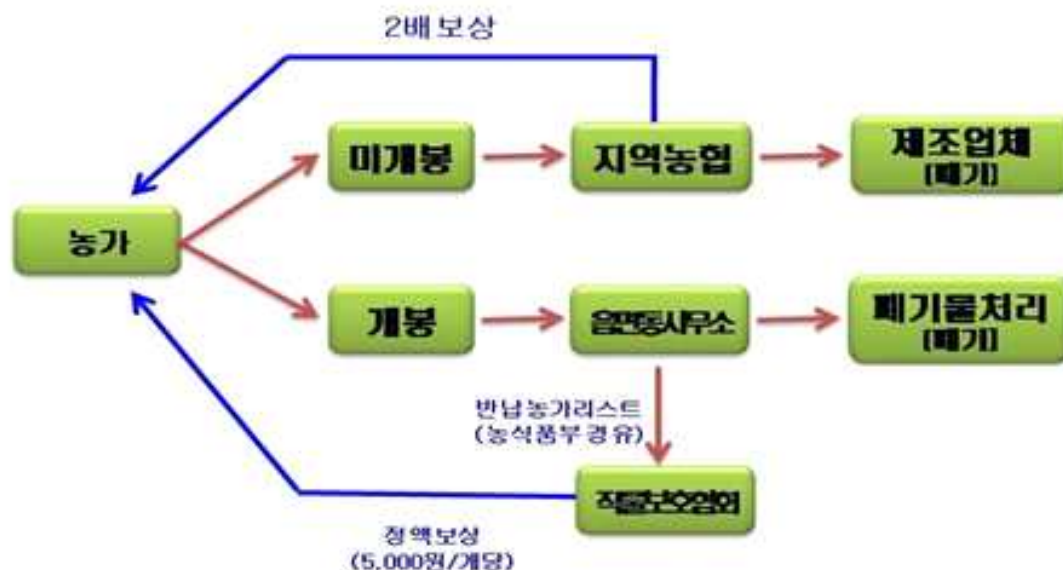 2배 보상
미개봉
지역농협
제조업체
(폐기)
농가
개봉
읍면동사무소
폐기물처리
(폐기)
반납 농가리스트
(농식품부 경유)
작물보호협회
정액보상
(5,000원/개당)